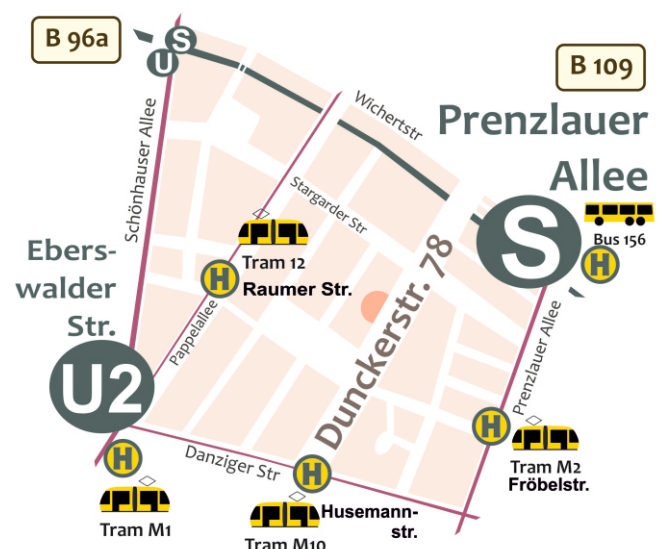 B 96a
S
U
B 109
Wichertstr
Prenzlauer
Allee
Schönhauser Allee
Stargarder Str
S
Bus 156
H
Tram 12
H
Raumer Str.
Ebers-
walder
Str.
U2
Pappelallee
Dunckerstr. 78
Prenzlauer Allee
H
Tram M2
Fröbelstr.
H
Tram M1
Danziger Str
H
Husemann-
str.
Tram M10